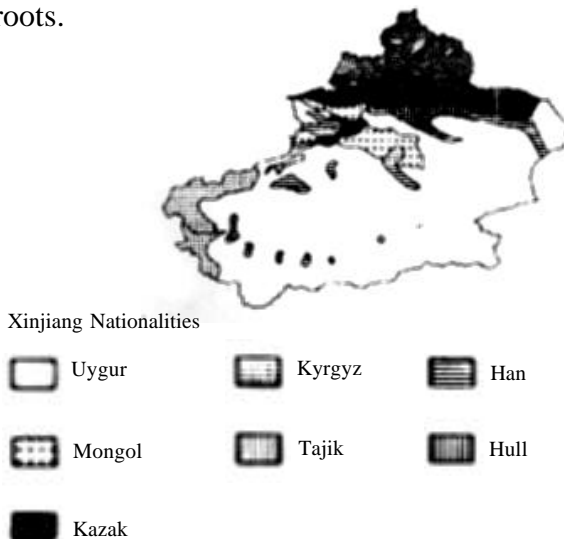 roots.
Xinjiang Nationalities
Uygur Kyrgyz Han
Mongol Tajik Hull
Kazak